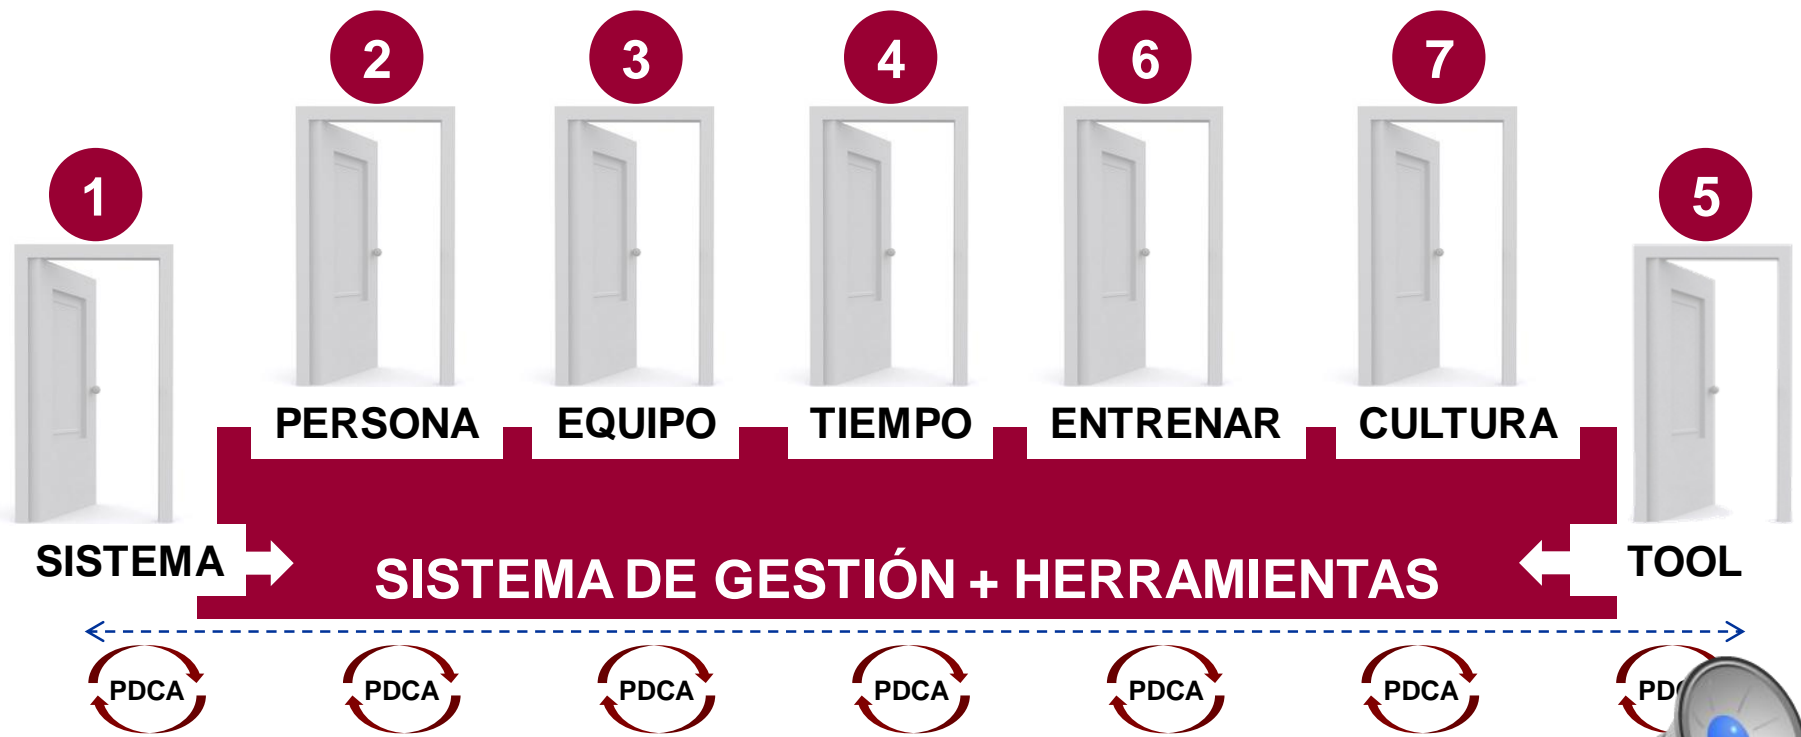 2
3
4
6
7
1
5
PERSONA
EQUIPO
TIEMPO
ENTRENAR
CULTURA
SISTEMA
SISTEMA DE GESTIÓN + HERRAMIENTAS
TOOL
PDCA
PDCA
PDCA
PDCA
PDCA
PDCA